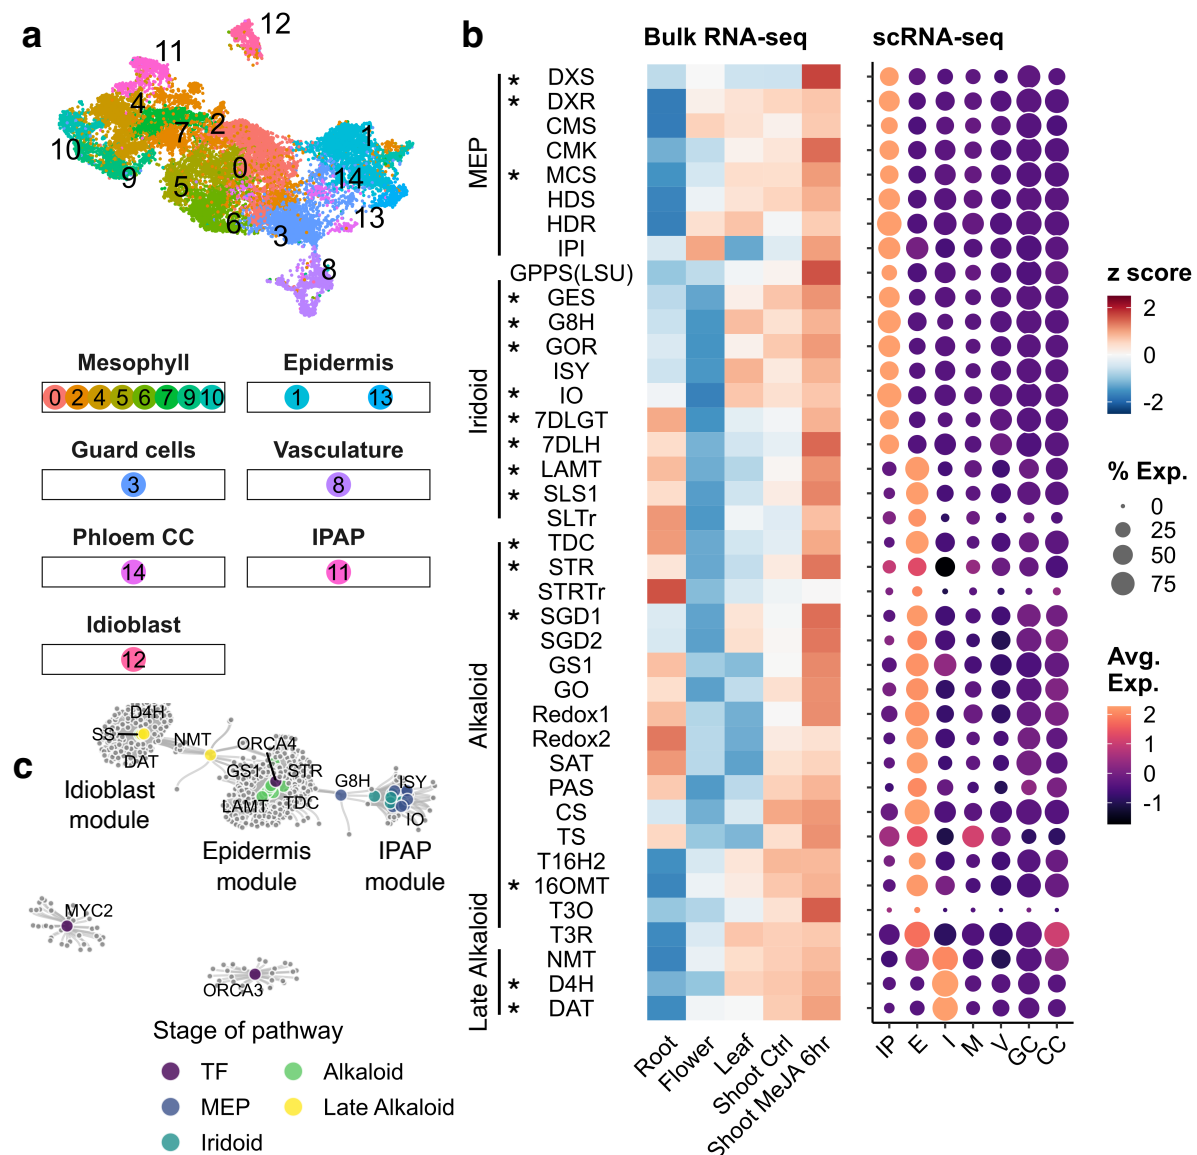 a
12
11
4
2
7
1
10
0
9
14
5
13
6
3
8
Mesophyll
Epidermis
0 2 4 5 6 7 9 10
1 13
Guard cells
Vasculature
3
8
Phloem CC
IPAP
14
11
Idioblast
12
b
Bulk RNA-seq
scRNA-seq
MEP
* DXS
* DXR
CMS
CMK
* MCS
HDS
HDR
IPI
GPPS(LSU)
Iridoid
* GES
* G8H
* GOR
ISY
* IO
* 7DLGT
* 7DLH
* LAMT
* SLS1
SLTr
Alkaloid
* TDC
* STR
STRTr
* SGD1
SGD2
GS1
GO
Redox1
Redox2
SAT
PAS
CS
TS
T16H2
* 16OMT
T3O
T3R
Late Alkaloid
NMT
* D4H
* DAT
Root
Flower
Leaf
Shoot Ctrl
Shoot MeJA 6hr
IP
E
I
M
V
GC
CC
z score
2
0
-2
% Exp.
0
25
50
75
Avg.
Exp.
2
1
0
-1
c
D4H
SS
NMT
ORCA4
DAT
GS1
STR
G8H
ISY
LAMT
TDC
IO
Idioblast
module
Epidermis
module
IPAP
module
MYC2
ORCA3
Stage of pathway
TF
Alkaloid
MEP
Late Alkaloid
Iridoid